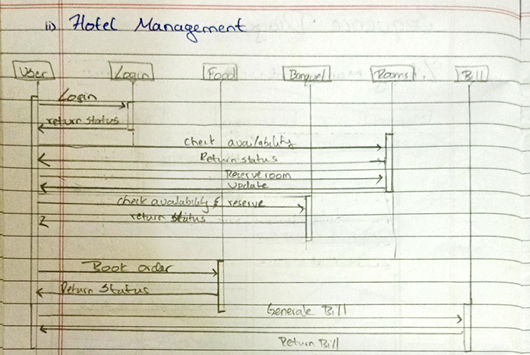 ii) Hotel Management
User Login Food Banquet Rooms Bill
Login
return status
check availability
Return status
Reserve room
update
check availability & reserve
return status
Book order
Return Status
Generate Bill
Return Bill